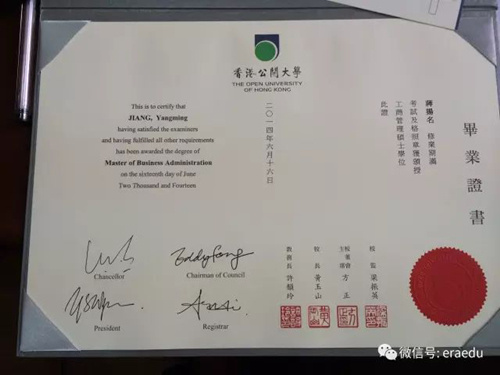 香港公開大學
THE OPEN UNIVERSITY
OF HONG KONG
This is to certify that
JIANG, Yangming
having satisfied the examiners
and having fulfilled all other requirements
has been awarded the degree of
Master of Business Administration
on the sixteenth day of June
Two Thousand and Fourteen
畢業證書
蔣揚名 修業期滿
考試及格照章獲頒授
工商管理碩士學位
此證
二〇一四年六月十六日
Chancellor
Chairman of Council
President
Registrar
校監 梁振英
校董會主席 方正
校長 黃玉山
教務長 許顯玲
微信号: eraedu